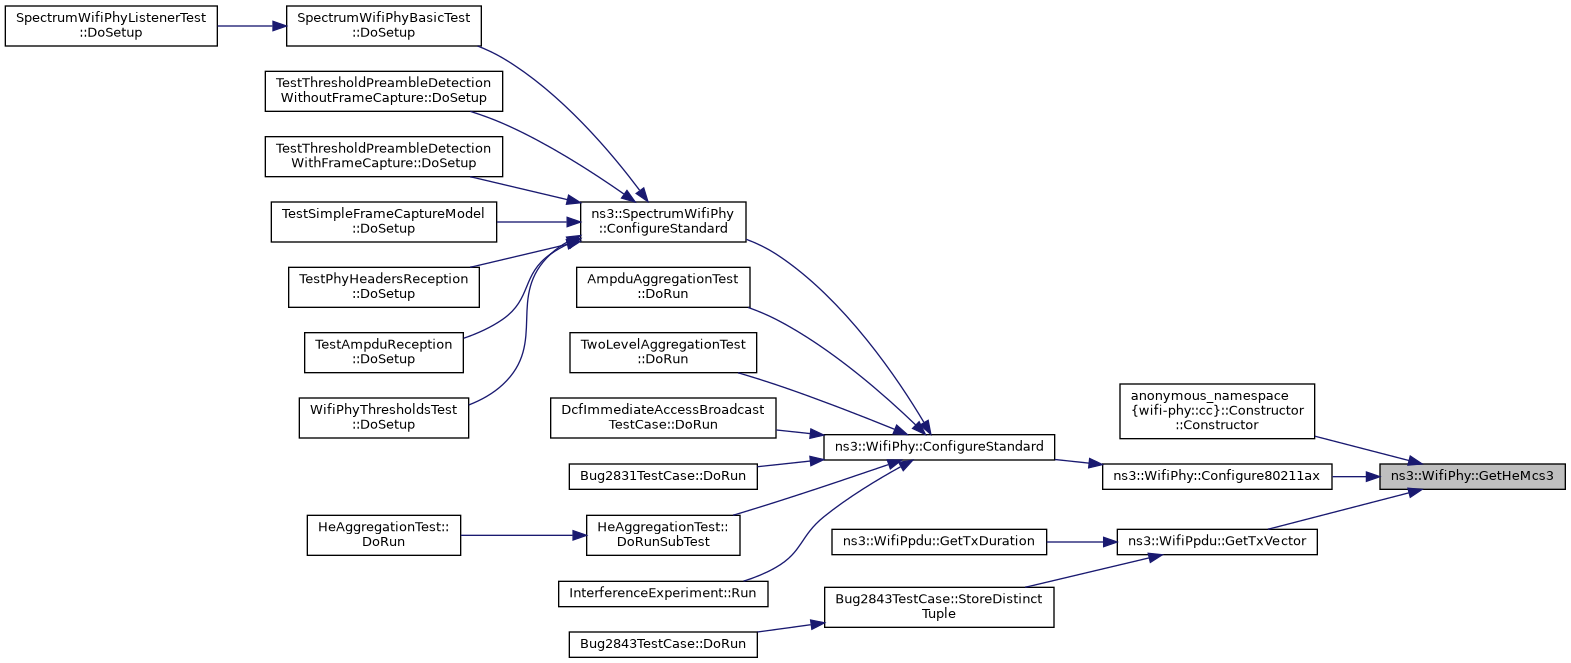 SpectrumWifiPhyListenerTest
::DoSetup
SpectrumWifiPhyBasicTest
::DoSetup
TestThresholdPreambleDetection
WithoutFrameCapture::DoSetup
TestThresholdPreambleDetection
WithFrameCapture::DoSetup
TestSimpleFrameCaptureModel
::DoSetup
ns3::SpectrumWifiPhy
::ConfigureStandard
TestPhyHeadersReception
::DoSetup
AmpduAggregationTest
::DoRun
TestAmpduReception
::DoSetup
TwoLevelAggregationTest
::DoRun
WifiPhyThresholdsTest
::DoSetup
DcfImmediateAccessBroadcast
TestCase::DoRun
anonymous_namespace
{wifi-phy::cc}::Constructor
::Constructor
ns3::WifiPhy::ConfigureStandard
Bug2831TestCase::DoRun
ns3::WifiPhy::Configure80211ax
ns3::WifiPhy::GetHeMcs3
HeAggregationTest::
DoRun
HeAggregationTest::
DoRunSubTest
ns3::WifiPpdu::GetTxDuration
ns3::WifiPpdu::GetTxVector
InterferenceExperiment::Run
Bug2843TestCase::StoreDistinct
Tuple
Bug2843TestCase::DoRun